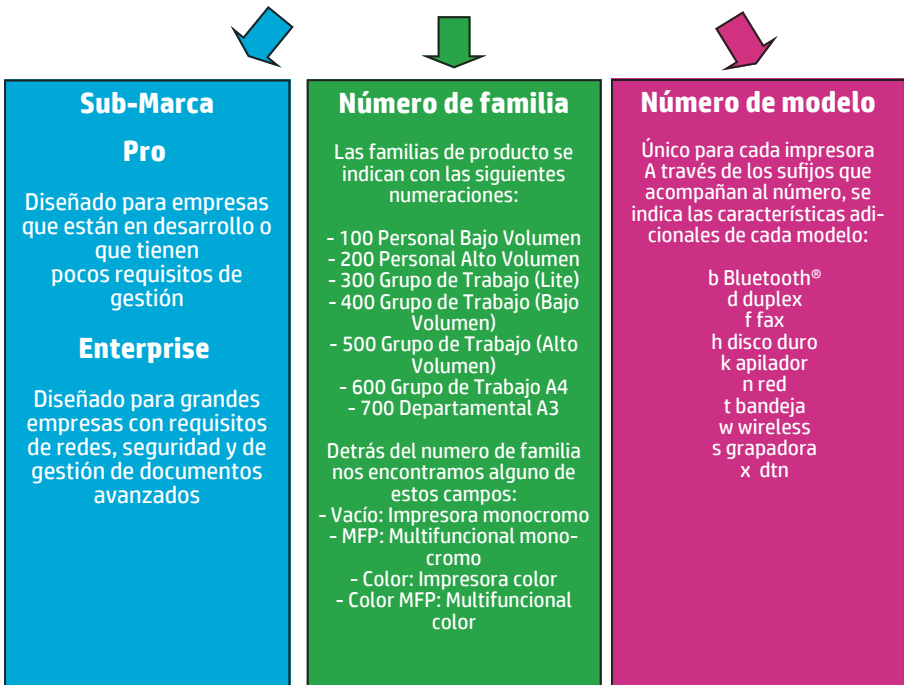 Sub-Marca
Pro
Diseñado para empresas
que están en desarrollo o
que tienen
pocos requisitos de
gestión
Enterprise
Diseñado para grandes
empresas con requisitos
de redes, seguridad y de
gestión de documentos
avanzados
Número de familia
Las familias de producto se
indican con las siguientes
numeraciones:
- 100 Personal Bajo Volumen
- 200 Personal Alto Volumen
- 300 Grupo de Trabajo (Lite)
- 400 Grupo de Trabajo (Bajo
Volumen)
- 500 Grupo de Trabajo (Alto
Volumen)
- 600 Grupo de Trabajo A4
- 700 Departamental A3
Detrás del numero de familia
nos encontramos alguno de
estos campos:
- Vacío: Impresora monocromo
- MFP: Multifuncional mono-
cromo
- Color: Impresora color
- Color MFP: Multifuncional
color
Número de modelo
Único para cada impresora
A través de los sufijos que
acompañan al número, se
indica las características adi-
cionales de cada modelo:
b Bluetooth®
d duplex
f fax
h disco duro
k apilador
n red
t bandeja
w wireless
s grapadora
x dtn